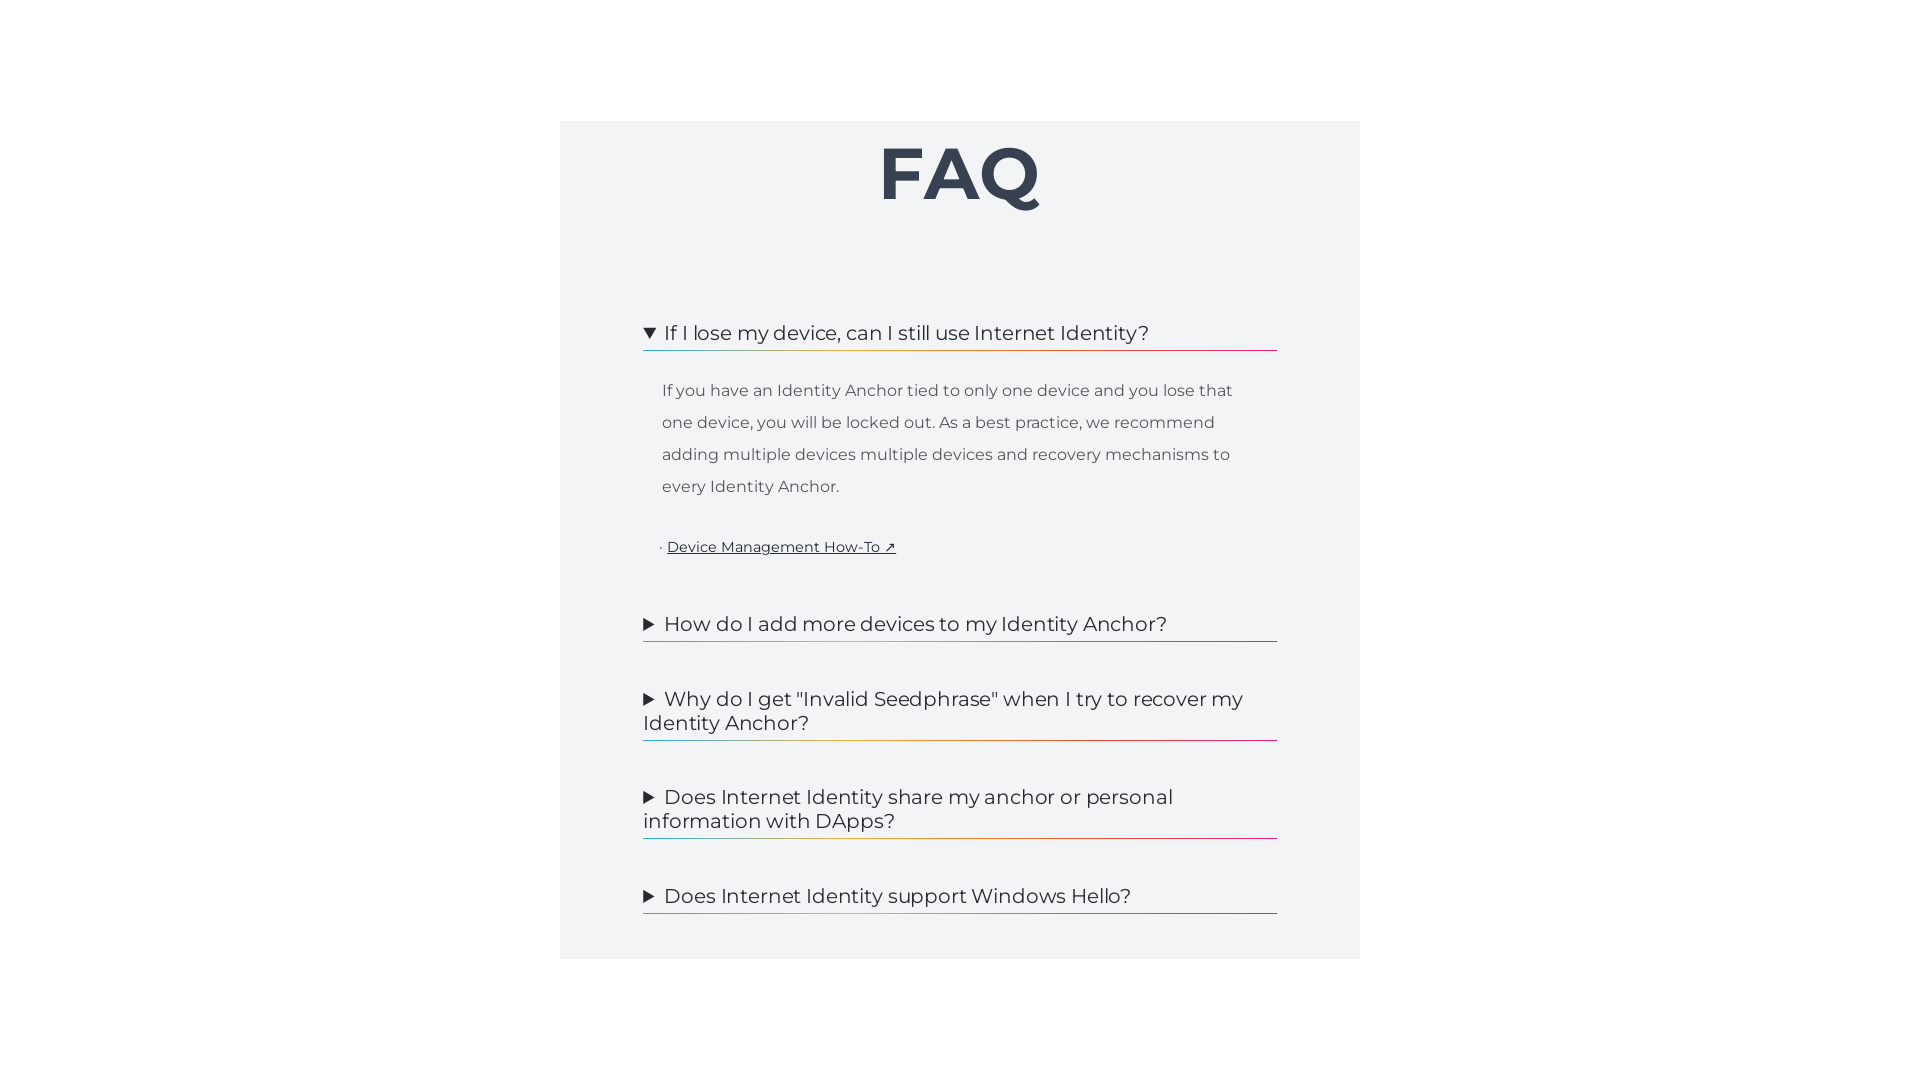 FAQ
▼ If I lose my device, can I still use Internet Identity?
If you have an Identity Anchor tied to only one device and you lose that
one device, you will be locked out. As a best practice, we recommend
adding multiple devices multiple devices and recovery mechanisms to
every Identity Anchor.
· Device Management How-To ↗
▶ How do I add more devices to my Identity Anchor?
▶ Why do I get "Invalid Seedphrase" when I try to recover my
Identity Anchor?
▶ Does Internet Identity share my anchor or personal
information with DApps?
▶ Does Internet Identity support Windows Hello?